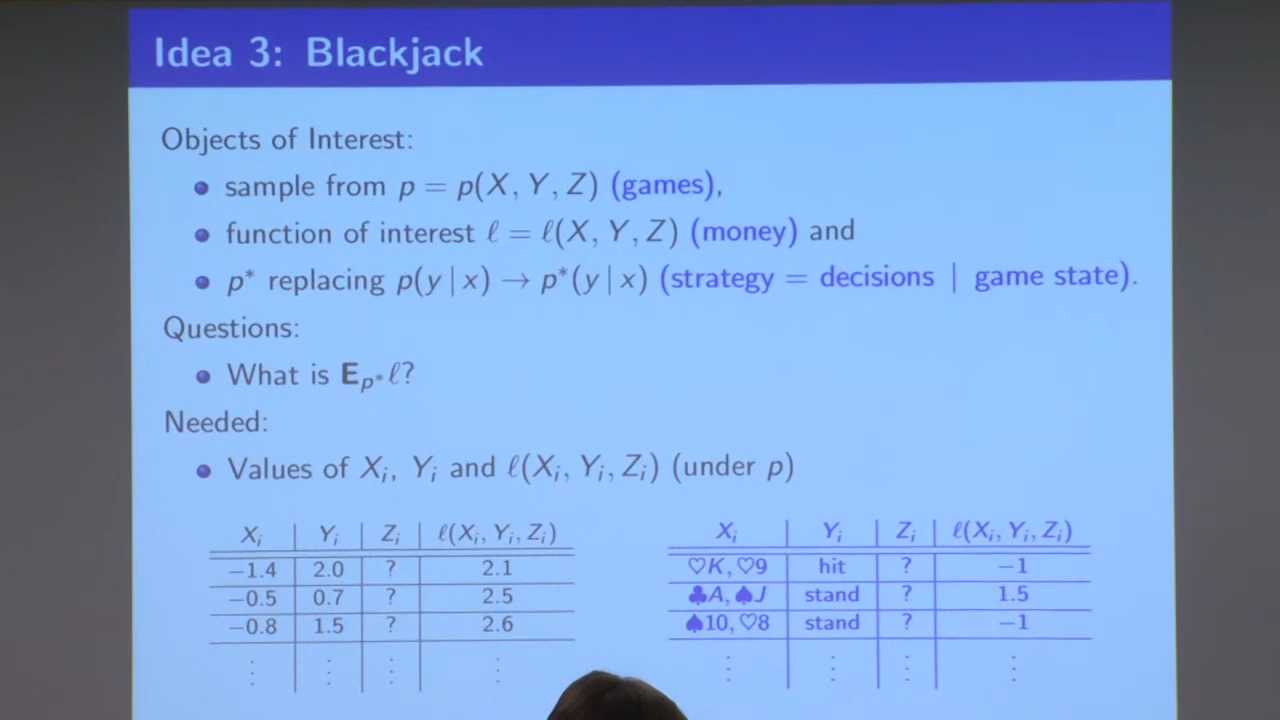 Idea 3: Blackjack
Objects of Interest:
• sample from p = p(X, Y, Z) (games),
• function of interest ℓ = ℓ(X, Y, Z) (money) and
• p* replacing p(y | x) → p*(y | x) (strategy = decisions | game state).
Questions:
• What is E_{p*} ℓ?
Needed:
• Values of X_i, Y_i and ℓ(X_i, Y_i, Z_i) (under p)
X_i | Y_i | Z_i | ℓ(X_i, Y_i, Z_i)
−1.4 | 2.0 | ? | 2.1
−0.5 | 0.7 | ? | 2.5
−0.8 | 1.5 | ? | 2.6
⋮ | ⋮ | ⋮ | ⋮
X_i | Y_i | Z_i | ℓ(X_i, Y_i, Z_i)
♡K, ♡9 | hit | ? | −1
♣A, ♠J | stand | ? | 1.5
♠10, ♡8 | stand | ? | −1
⋮ | ⋮ | ⋮ | ⋮